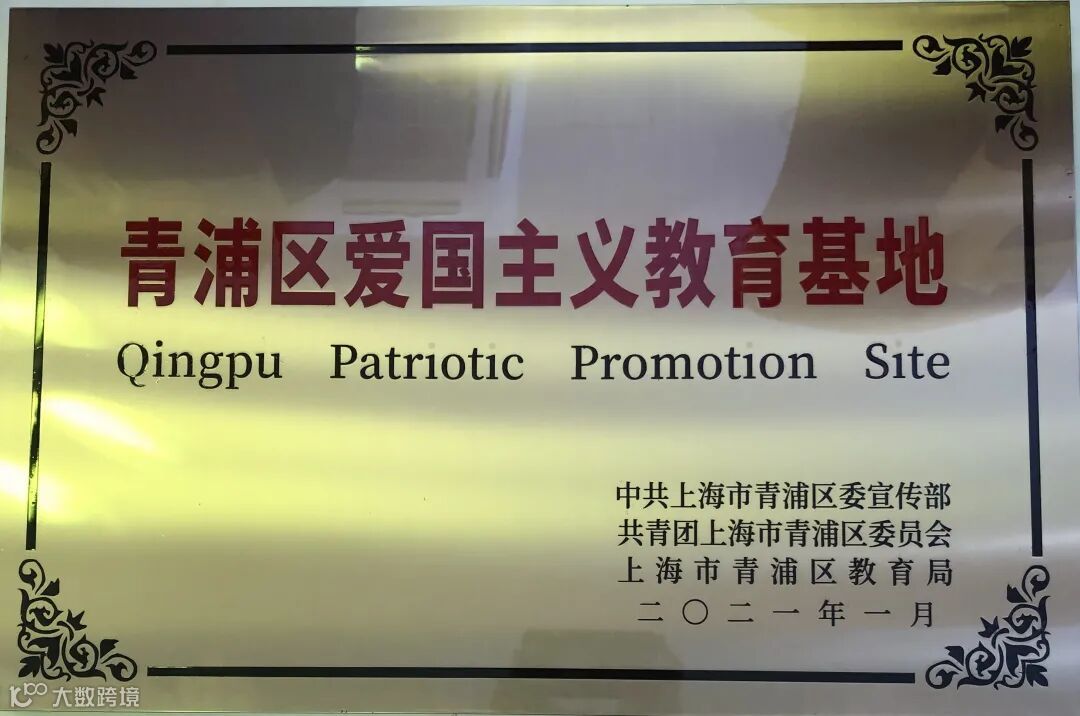 青浦区爱国主义教育基地
Qingpu Patriotic Promotion Site
中共上海市青浦区委宣传部
共青团上海市青浦区委员会
上海市青浦区教育局
二〇二一年一月
大数跨境